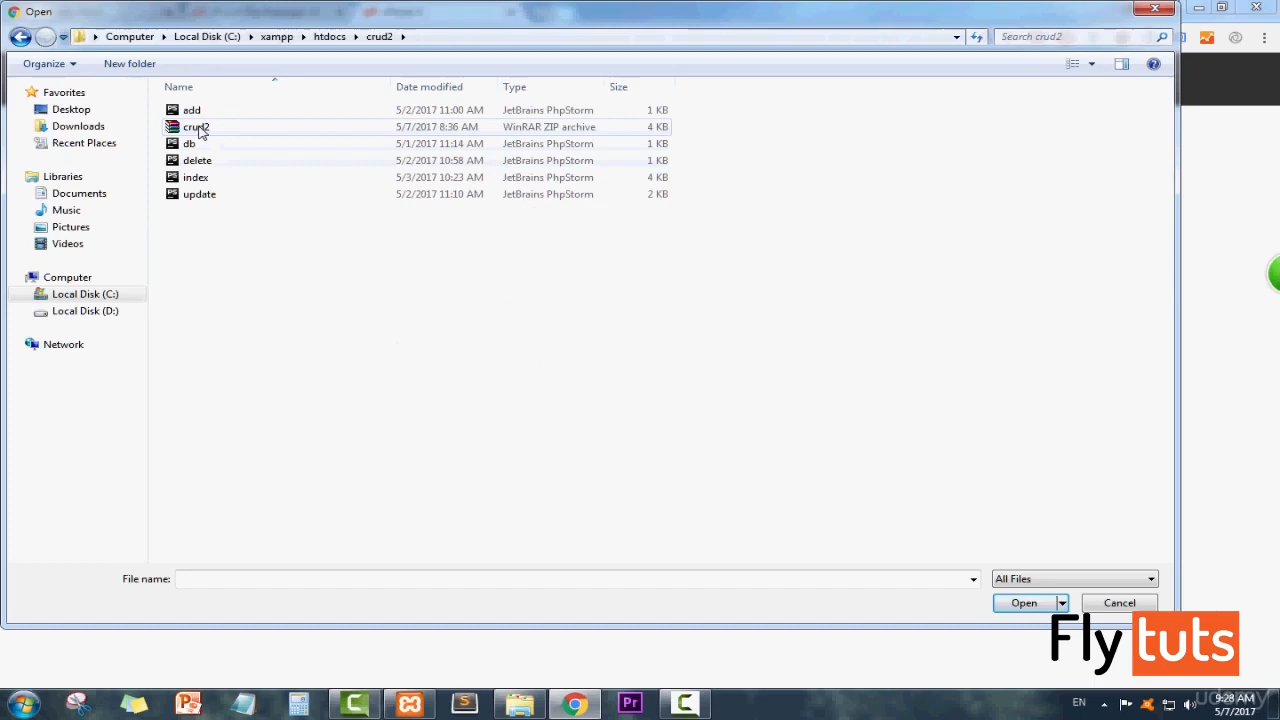 Open
Computer Local Disk (C:) xampp htdocs crud2
Search crud2
Organize
New folder
Name Date modified Type Size
Favorites
Desktop
Downloads
Recent Places
Libraries
Documents
Music
Pictures
Videos
Computer
Local Disk (C:)
Local Disk (D:)
Network
add 5/2/2017 11:00 AM JetBrains PhpStorm 1 KB
crud2 5/7/2017 8:36 AM WinRAR ZIP archive 4 KB
db 5/1/2017 11:14 AM JetBrains PhpStorm 1 KB
delete 5/2/2017 10:58 AM JetBrains PhpStorm 1 KB
index 5/3/2017 10:23 AM JetBrains PhpStorm 4 KB
update 5/2/2017 11:10 AM JetBrains PhpStorm 2 KB
File name:
All Files
Open
Cancel
Fly tuts
EN
9:28 AM
5/7/2017
udemy